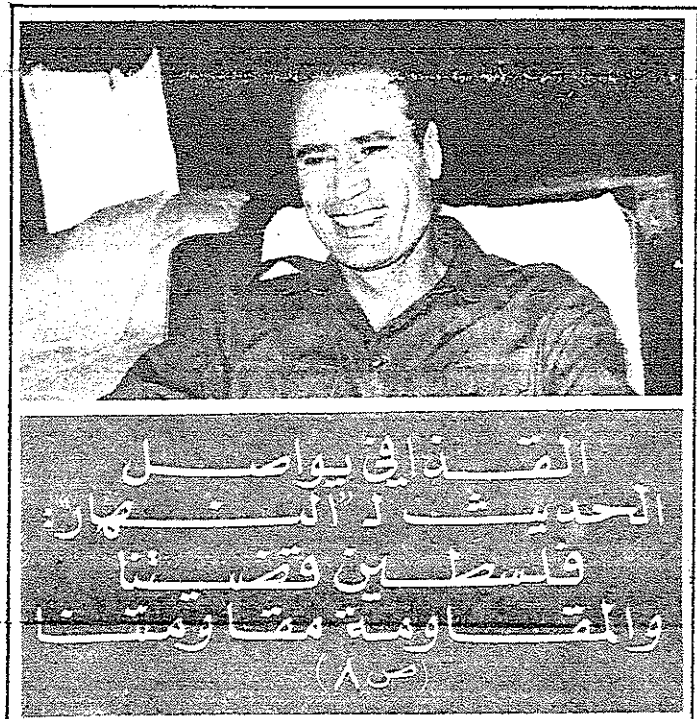 القذافي يواصل
الحديث لـ"النهار":
فلسطين قضيتنا
والمقاومة مقاومتنا
(ص ٨)